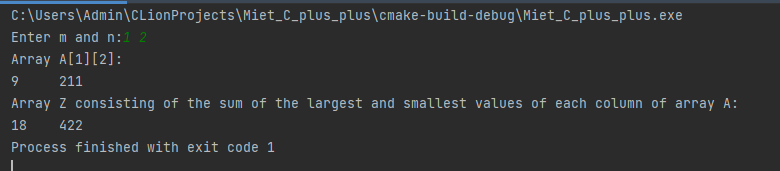 C:\Users\Admin\CLionProjects\Miet_C_plus_plus\cmake-build-debug\Miet_C_plus_plus.exe
Enter m and n:1 2
Array A[1][2]:
9 211
Array Z consisting of the sum of the largest and smallest values of each column of array A:
18 422
Process finished with exit code 1